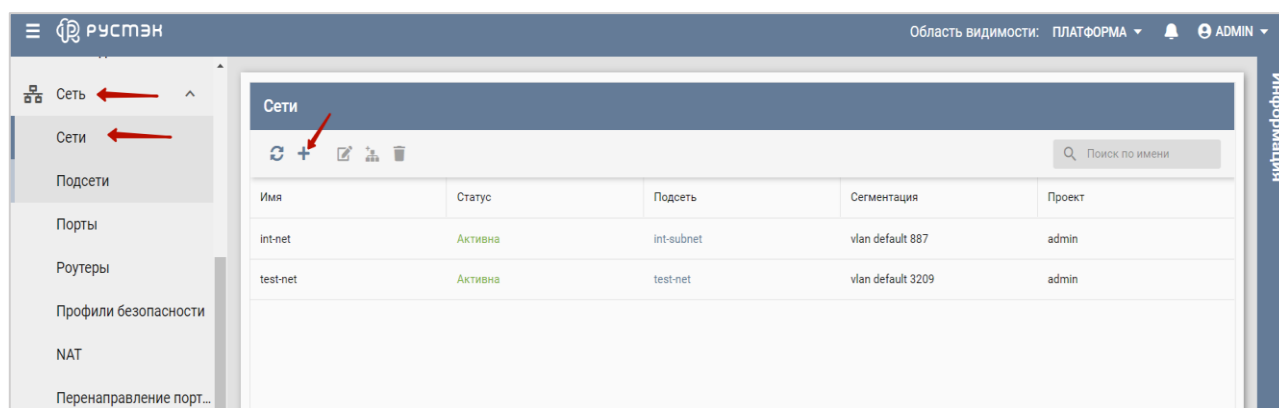 РУСТЭК
Область видимости: ПЛАТФОРМА
ADMIN
Сеть
Сети
Подсети
Порты
Роутеры
Профили безопасности
NAT
Перенаправление порт...
Сети
Поиск по имени
Имя Статус Подсеть Сегментация Проект
int-net Активна int-subnet vlan default 887 admin
test-net Активна test-net vlan default 3209 admin
Информация